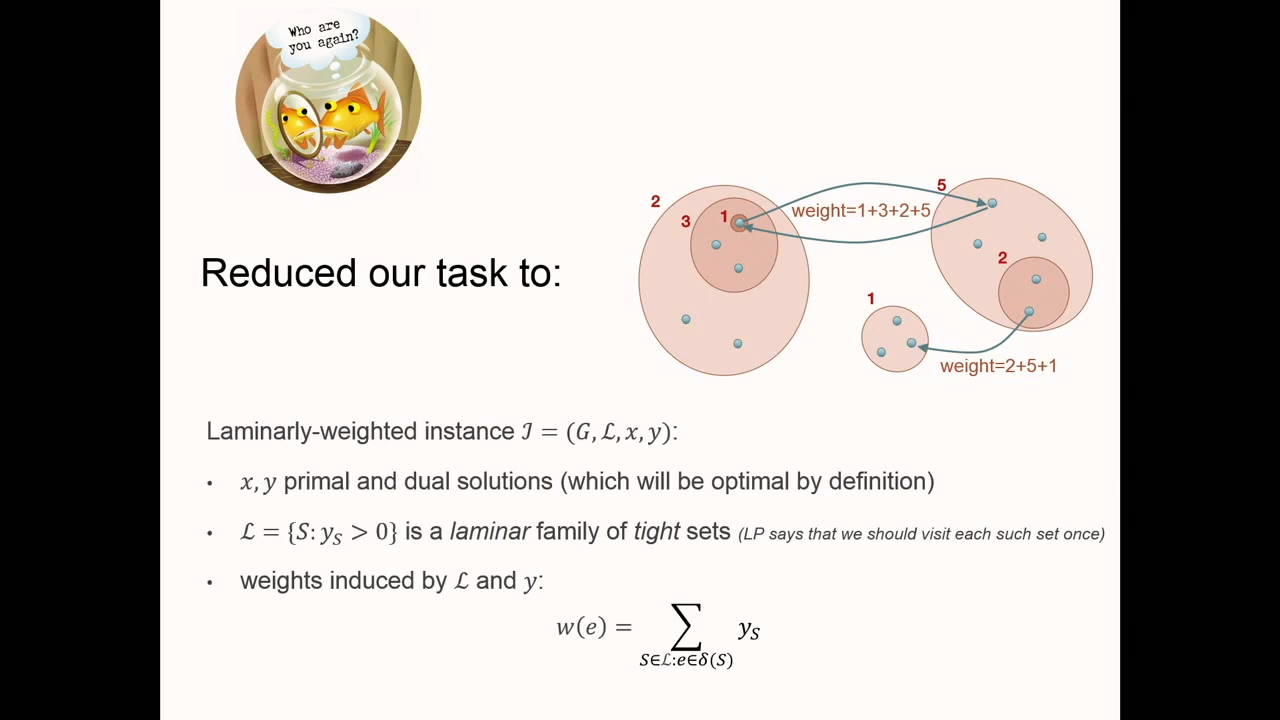 Who are
you again?
2
3
1
weight=1+3+2+5
5
2
1
weight=2+5+1
Reduced our task to:
Laminarly-weighted instance ℐ = (G, ℒ, x, y):
• x, y primal and dual solutions (which will be optimal by definition)
• ℒ = {S: y_S > 0} is a laminar family of tight sets (LP says that we should visit each such set once)
• weights induced by ℒ and y:
w(e) = ∑_{S∈ℒ:e∈δ(S)} y_S